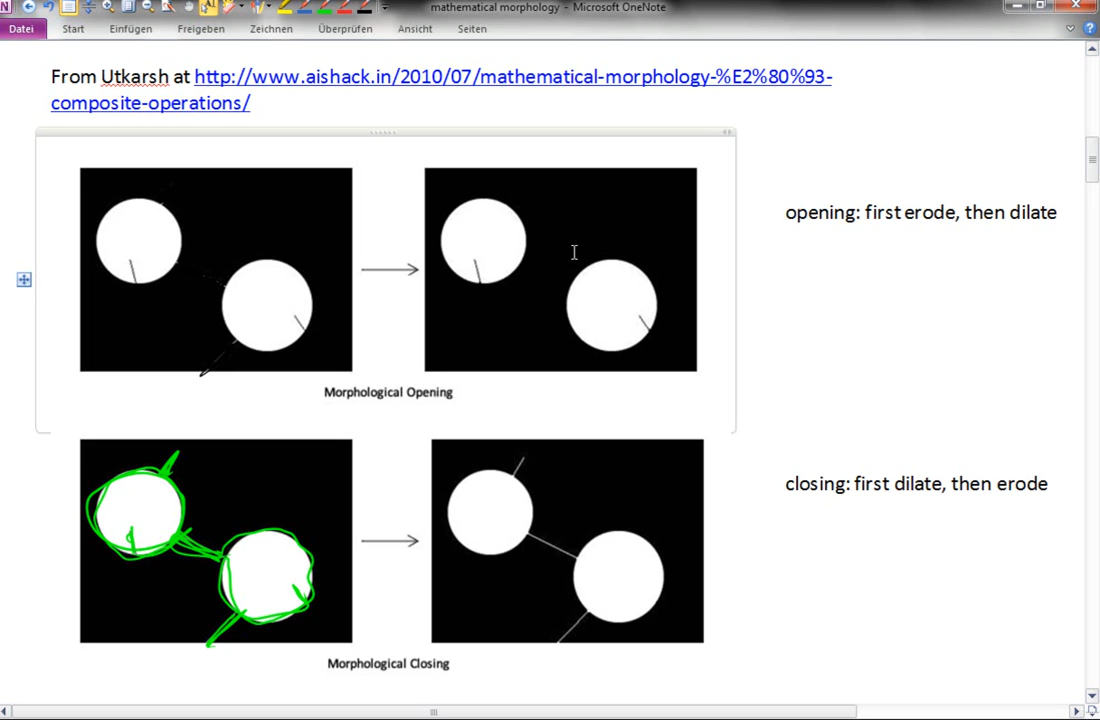 mathematical morphology - Microsoft OneNote
Datei Start Einfügen Freigeben Zeichnen Überprüfen Ansicht Seiten
From Utkarsh at http://www.aishack.in/2010/07/mathematical-morphology-%E2%80%93-
composite-operations/
opening: first erode, then dilate
Morphological Opening
closing: first dilate, then erode
Morphological Closing